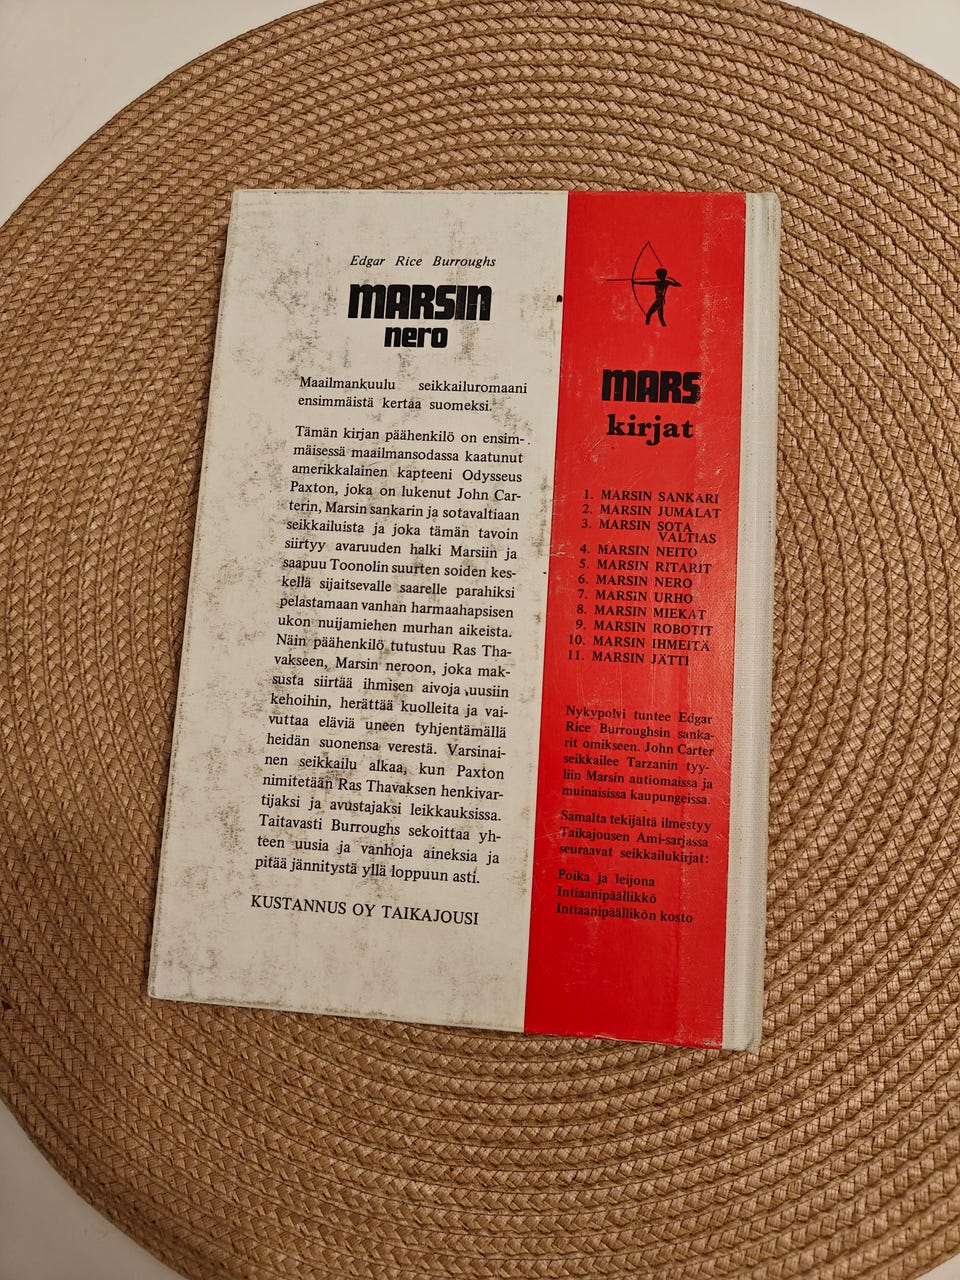 Edgar Rice Burroughs
MARSIN
nero
Maailmankuulu seikkailuromaani
ensimmäistä kertaa suomeksi.
Tämän kirjan päähenkilö on ensim-
mäisessä maailmansodassa kaatunut
amerikkalainen kapteeni Odysseus
Paxton, joka on lukenut John Car-
terin, Marsin sankarin ja sotavaltiaan
seikkailuista ja joka tämän tavoin
siirtyy avaruuden halki Marsiin ja
saapuu Toonolin suurten soiden kes-
kellä sijaitsevalle saarelle parahiksi
pelastamaan vanhan harmaahapsisen
ukon nuijamiehen murhan aikeista.
Näin päähenkilö tutustuu Ras Tha-
vakseen, Marsin neroon, joka mak-
susta siirtää ihmisen aivoja uusiin
kehoihin, herättää kuolleita ja vai-
vuttaa eläviä uneen tyhjentämällä
heidän suonensa verestä. Varsinai-
nen seikkailu alkaa, kun Paxton
nimitetään Ras Thavaksen henkivar-
tijaksi ja avustajaksi leikkauksissa.
Taitavasti Burroughs sekoittaa yh-
teen uusia ja vanhoja aineksia ja
pitää jännitystä yllä loppuun asti.
KUSTANNUS OY TAIKAJOUSI
MARS
kirjat
1. MARSIN SANKARI
2. MARSIN JUMALAT
3. MARSIN SOTA
VALTIAS
4. MARSIN NEITO
5. MARSIN RITARIT
6. MARSIN NERO
7. MARSIN URHO
8. MARSIN MIEKAT
9. MARSIN ROBOTIT
10. MARSIN IHMEITÄ
11. MARSIN JÄTTI
Nykypolvi tuntee Edgar
Rice Burroughsin sanka-
rit omikseen. John Carter
seikkailee Tarzanin tyy-
liin Marsin autiomaissa ja
muinaisissa kaupungeissa.
Samalta tekijältä ilmestyy
Taikajousen Ami-sarjassa
seuraavat seikkailukirjat:
Poika ja leijona
Intiaanipäällikkö
Intiaanipäällikön kosto